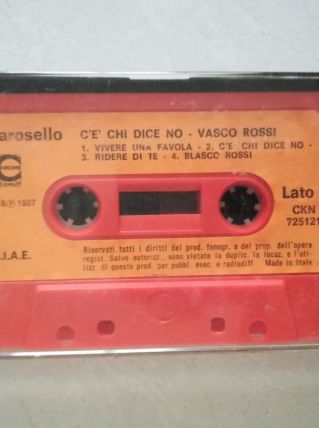 arosello C'E' CHI DICE NO - VASCO ROSSI
1. VIVERE UNA FAVOLA - 2. C'E' CHI DICE NO -
3. RIDERE DI TE - 4. BLASCO ROSSI
& ℗ 1987
Lato
CKN
725121
.I.A.E.
Riservati tutti i diritti del prod. fonogr. e del prop. dell'opera
regist. Salvo autorizz., sono vietate la duplic. la locaz. e l'uti-
lizz. di questo prod. per pubbl. esec. e radiodiff. Made in Italy